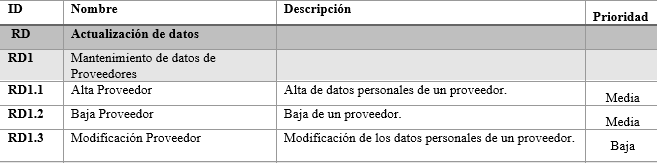 ID Nombre Descripción Prioridad
RD Actualización de datos
RD1 Mantenimiento de datos de
Proveedores
RD1.1 Alta Proveedor Alta de datos personales de un proveedor. Media
RD1.2 Baja Proveedor Baja de un proveedor. Media
RD1.3 Modificación Proveedor Modificación de los datos personales de un proveedor. Baja